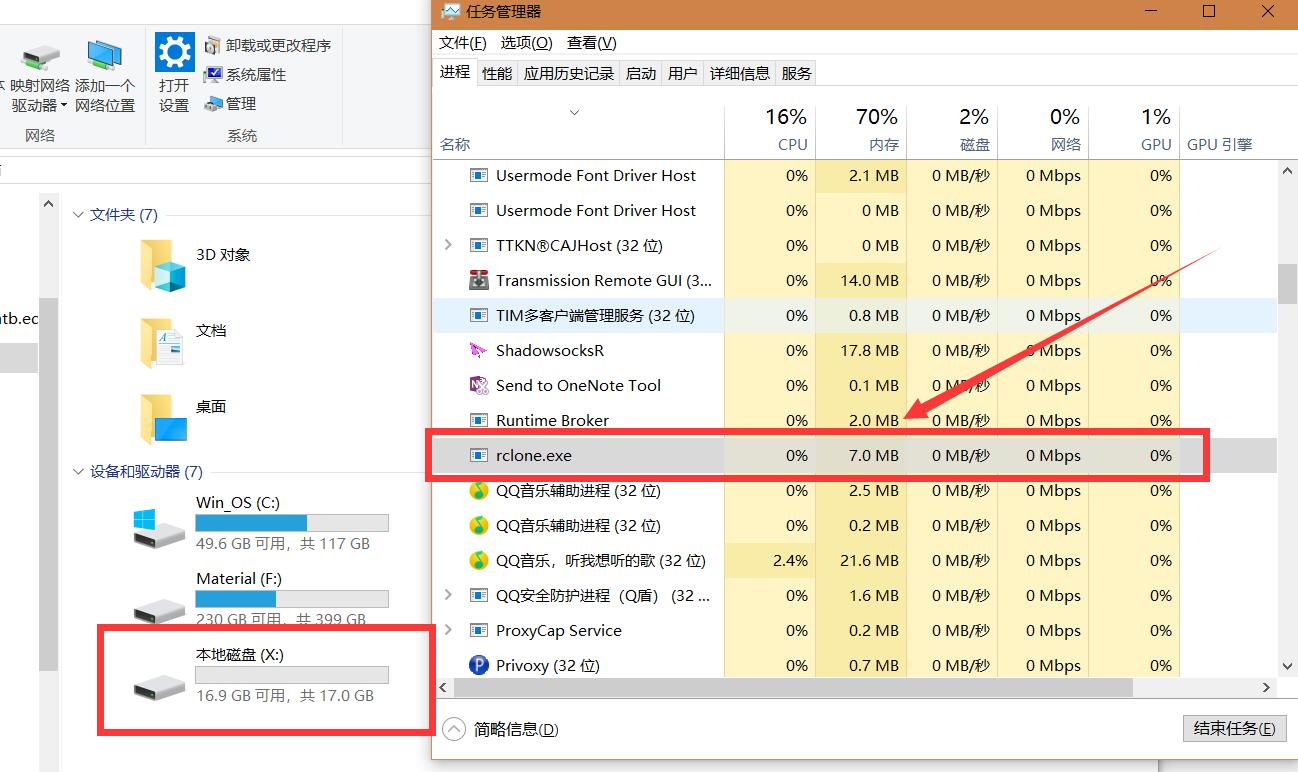 映射网络
驱动器
添加一个
网络位置
网络
打开
设置
卸载或更改程序
系统属性
管理
系统
文件夹 (7)
3D 对象
文档
桌面
设备和驱动器 (7)
Win_OS (C:)
49.6 GB 可用，共 117 GB
Material (F:)
230 GB 可用，共 399 GB
本地磁盘 (X:)
16.9 GB 可用，共 17.0 GB
任务管理器
文件(F) 选项(O) 查看(V)
进程 性能 应用历史记录 启动 用户 详细信息 服务
16% 70% 2% 0% 1%
名称 CPU 内存 磁盘 网络 GPU GPU 引擎
Usermode Font Driver Host 0% 2.1 MB 0 MB/秒 0 Mbps 0%
Usermode Font Driver Host 0% 0 MB 0 MB/秒 0 Mbps 0%
TTKN®CAJHost (32 位) 0% 0 MB 0 MB/秒 0 Mbps 0%
Transmission Remote GUI (3... 0% 14.0 MB 0 MB/秒 0 Mbps 0%
TIM多客户端管理服务 (32 位) 0% 0.8 MB 0 MB/秒 0 Mbps 0%
ShadowsocksR 0% 17.8 MB 0 MB/秒 0 Mbps 0%
Send to OneNote Tool 0% 0.1 MB 0 MB/秒 0 Mbps 0%
Runtime Broker 0% 2.0 MB 0 MB/秒 0 Mbps 0%
rclone.exe 0% 7.0 MB 0 MB/秒 0 Mbps 0%
QQ音乐辅助进程 (32 位) 0% 2.5 MB 0 MB/秒 0 Mbps 0%
QQ音乐辅助进程 (32 位) 0% 0.2 MB 0 MB/秒 0 Mbps 0%
QQ音乐，听我想听的歌 (32 位) 2.4% 21.6 MB 0 MB/秒 0 Mbps 0%
QQ安全防护进程（Q盾） (32 ... 0% 1.6 MB 0 MB/秒 0 Mbps 0%
ProxyCap Service 0% 0.2 MB 0 MB/秒 0 Mbps 0%
Privoxy (32 位) 0% 0.7 MB 0 MB/秒 0 Mbps 0%
简略信息(D)
结束任务(E)